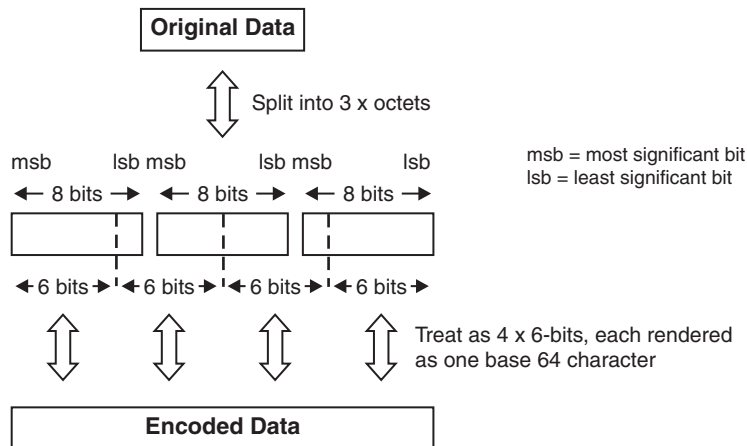 Original Data
Split into 3 x octets
msb lsb msb lsb msb lsb
msb = most significant bit
lsb = least significant bit
8 bits 8 bits 8 bits
6 bits 6 bits 6 bits 6 bits
Treat as 4 x 6-bits, each rendered
as one base 64 character
Encoded Data